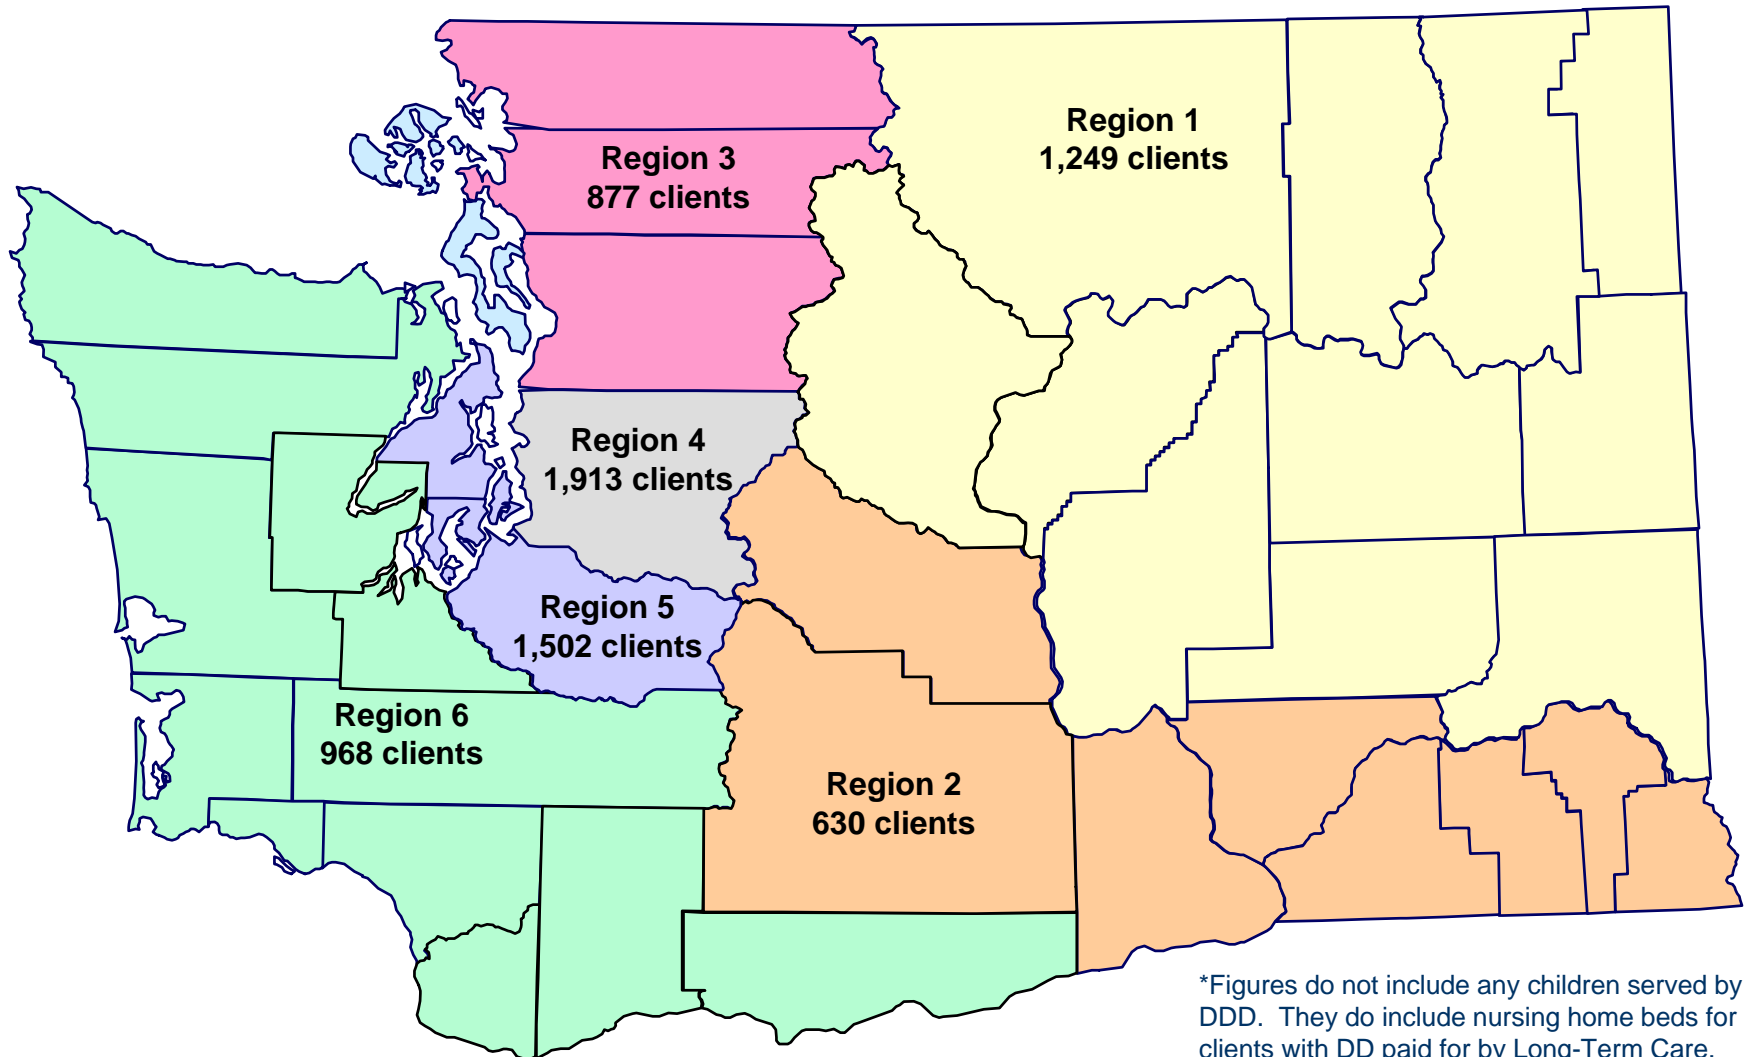 Region 1
1,249 clients
Region 3
877 clients
Region 4
1,913 clients
Region 5
1,502 clients
Region 6
968 clients
Region 2
630 clients
*Figures do not include any children served by
DDD.  They do include nursing home beds for
clients with DD paid for by Long-Term Care.